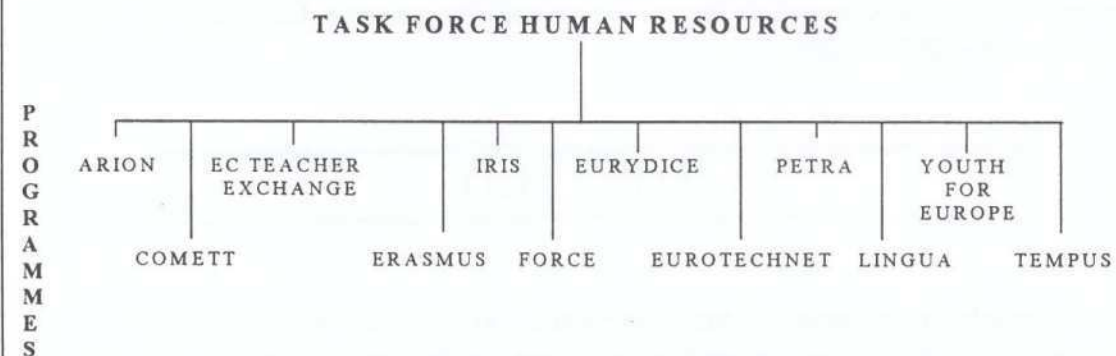 TASK FORCE HUMAN RESOURCES
PROGRAMMES
ARION
EC TEACHER
EXCHANGE
IRIS
EURYDICE
PETRA
YOUTH
FOR
EUROPE
COMETT
ERASMUS
FORCE
EUROTECHNET
LINGUA
TEMPUS